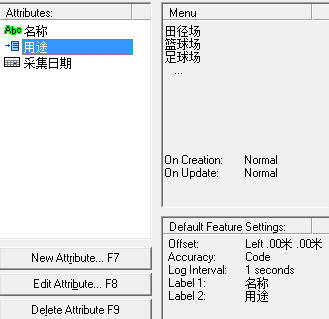 Attributes:
Abc 名称
用途
采集日期
New Attribute... F7
Edit Attribute... F8
Delete Attribute F9
Menu
田径场
篮球场
足球场
...
On Creation: Normal
On Update: Normal
Default Feature Settings:
Offset: Left .00米 .00
Accuracy: Code
Log Interval: 1 seconds
Label 1: 名称
Label 2: 用途